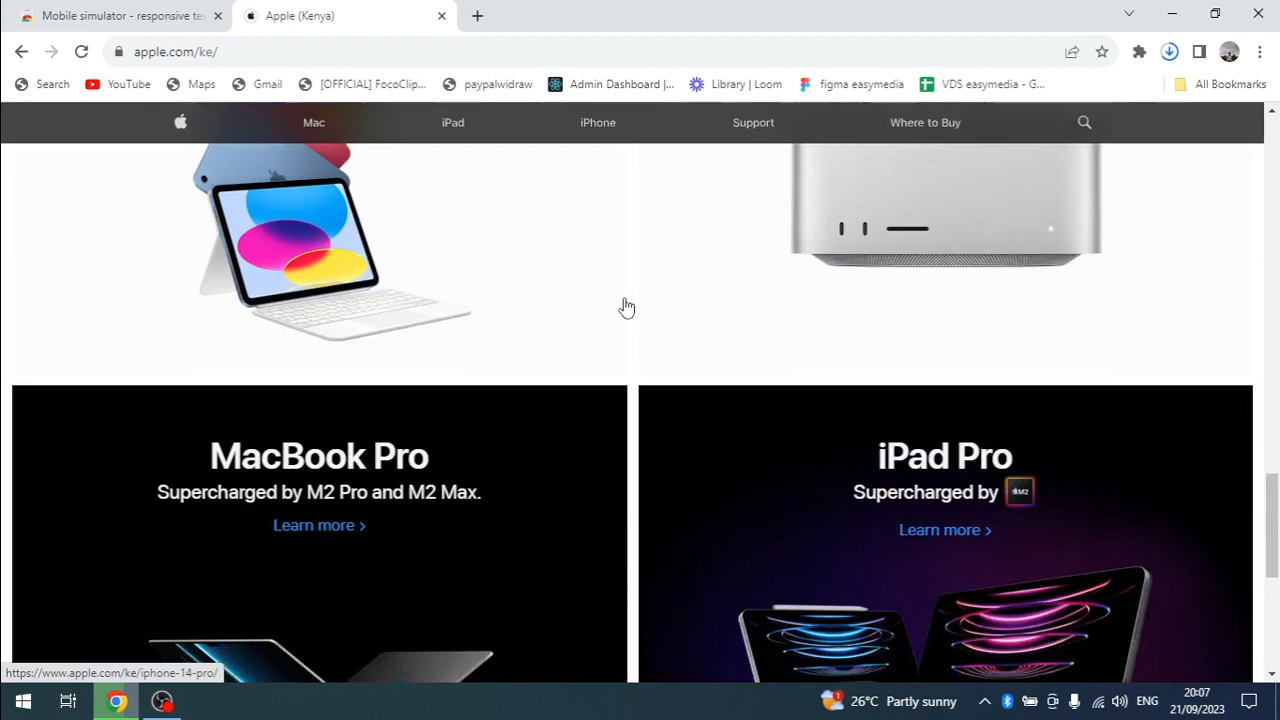 Mobile simulator - responsive te
Apple (Kenya)
apple.com/ke/
Search
YouTube
Maps
Gmail
[OFFICIAL] FocoClip...
paypalwidraw
Admin Dashboard |...
Library | Loom
figma easymedia
VDS easymedia - G...
All Bookmarks
Mac
iPad
iPhone
Support
Where to Buy
MacBook Pro
Supercharged by M2 Pro and M2 Max.
Learn more >
iPad Pro
Supercharged by M2
Learn more >
https://www.apple.com/ke/iphone-14-pro/
1
26°C Partly sunny
ENG
20:07
21/09/2023